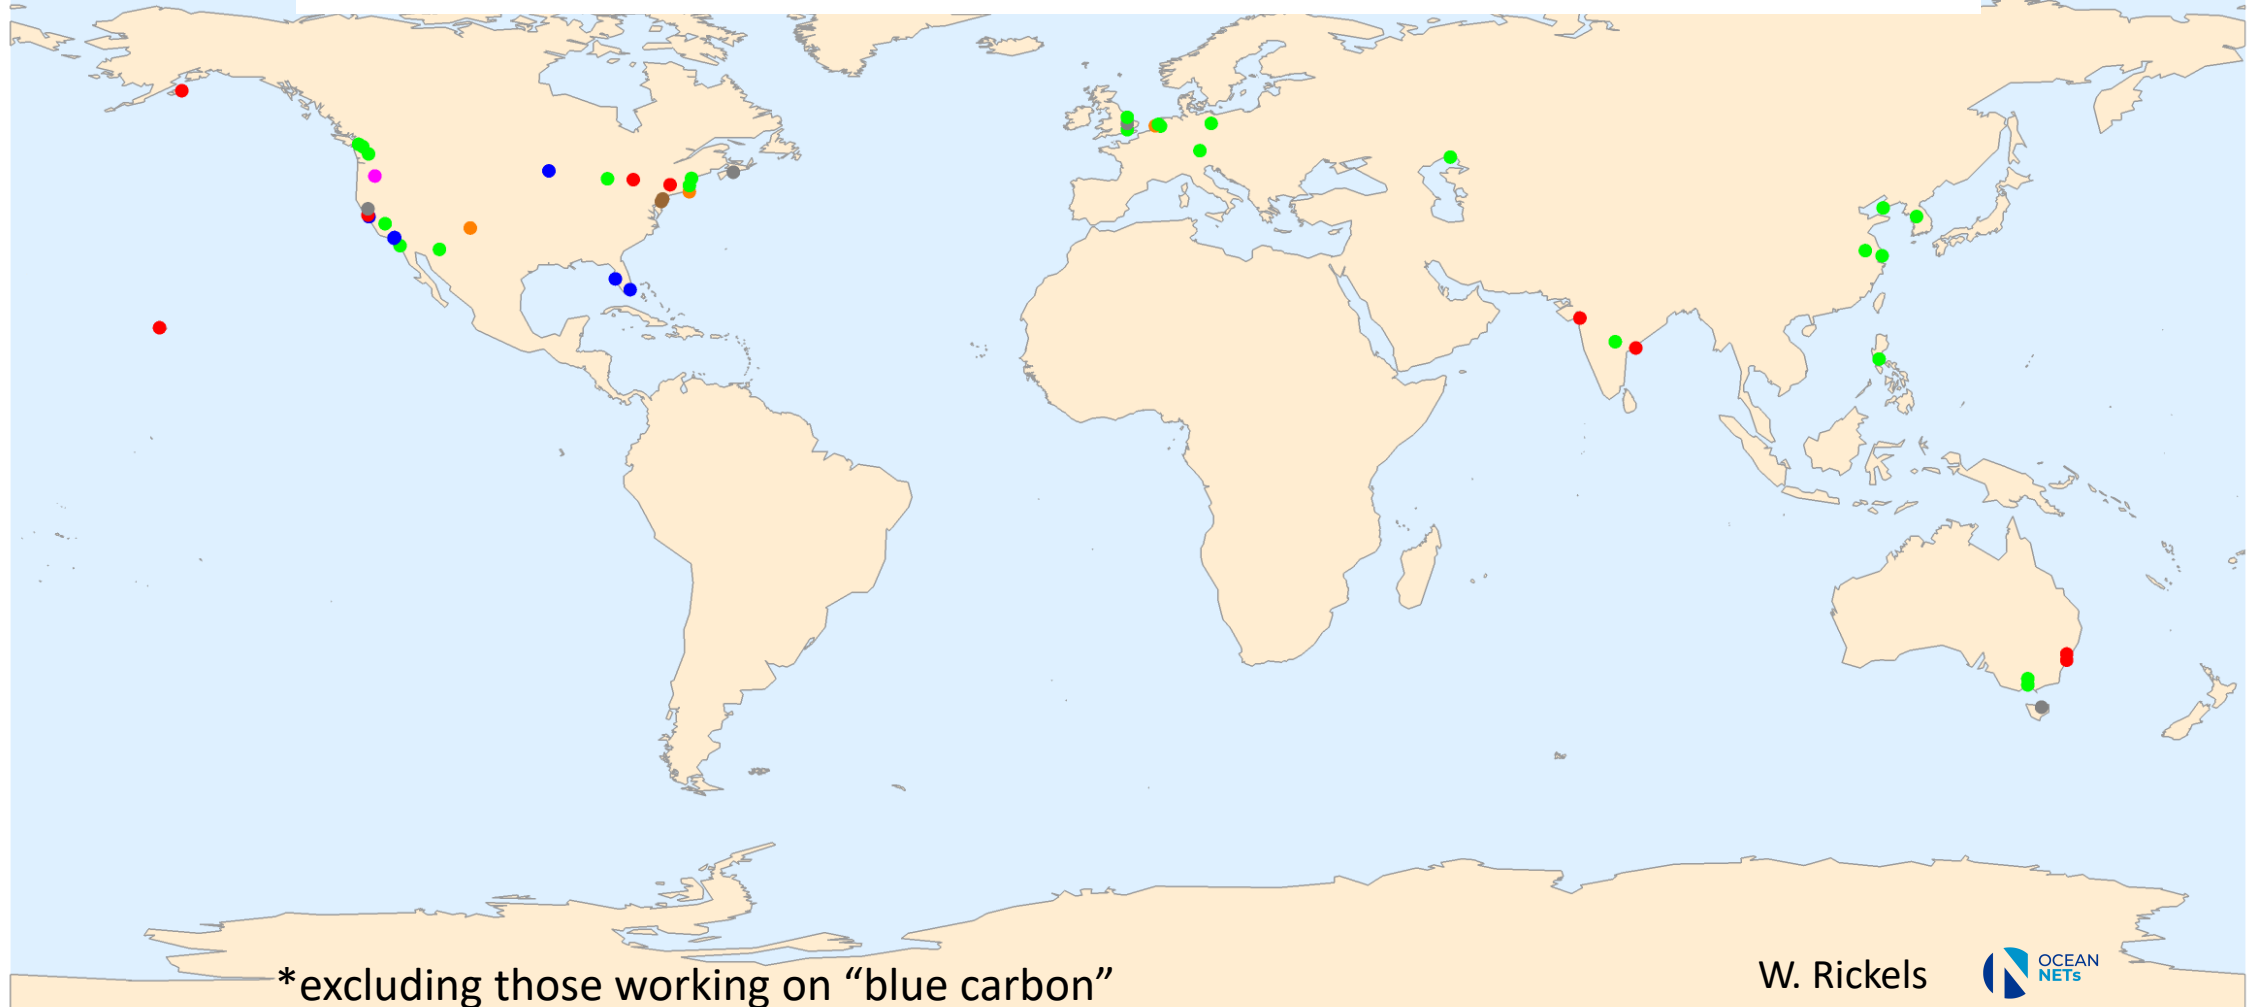 *excluding those working on “blue carbon”
W. Rickels
OCEAN
NETs